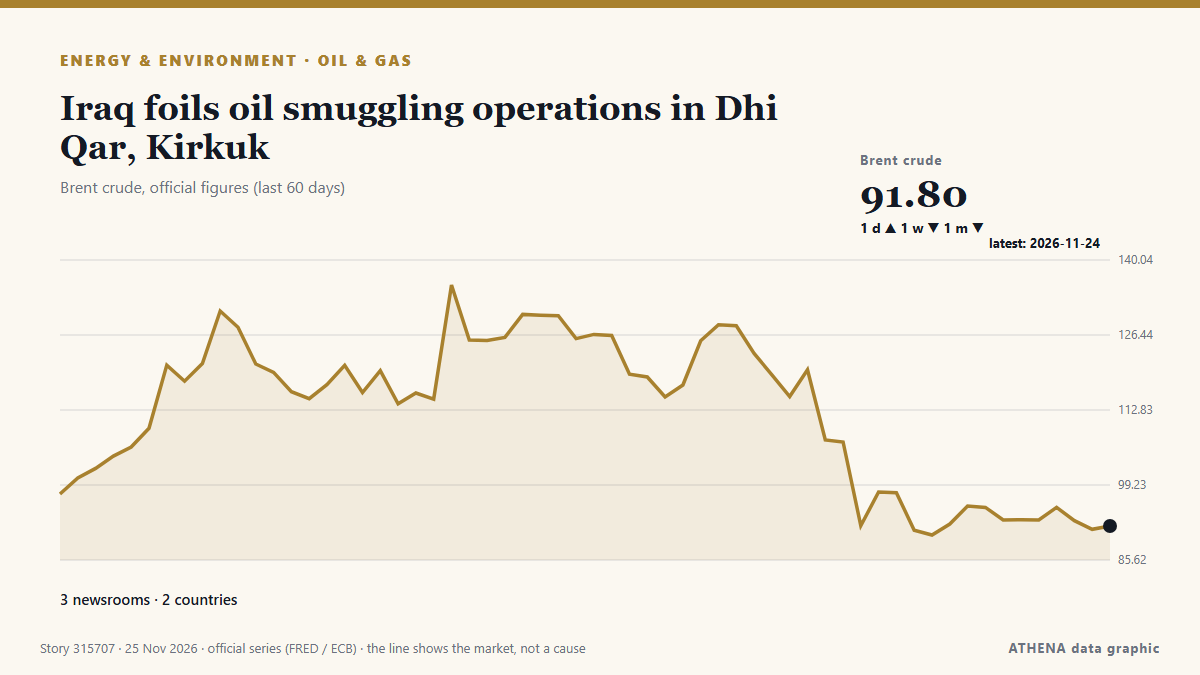 ENERGY & ENVIRONMENT · OIL & GAS
Iraq foils oil smuggling operations in Dhi
Qar, Kirkuk
Brent crude, official figures (last 60 days)
Brent crude
91.80
1 d ▲ 1 w ▼ 1 m ▼
latest: 2026-11-24
140.04
126.44
112.83
99.23
85.62
3 newsrooms · 2 countries
Story 315707 · 25 Nov 2026 · official series (FRED / ECB) · the line shows the market, not a cause
ATHENA data graphic